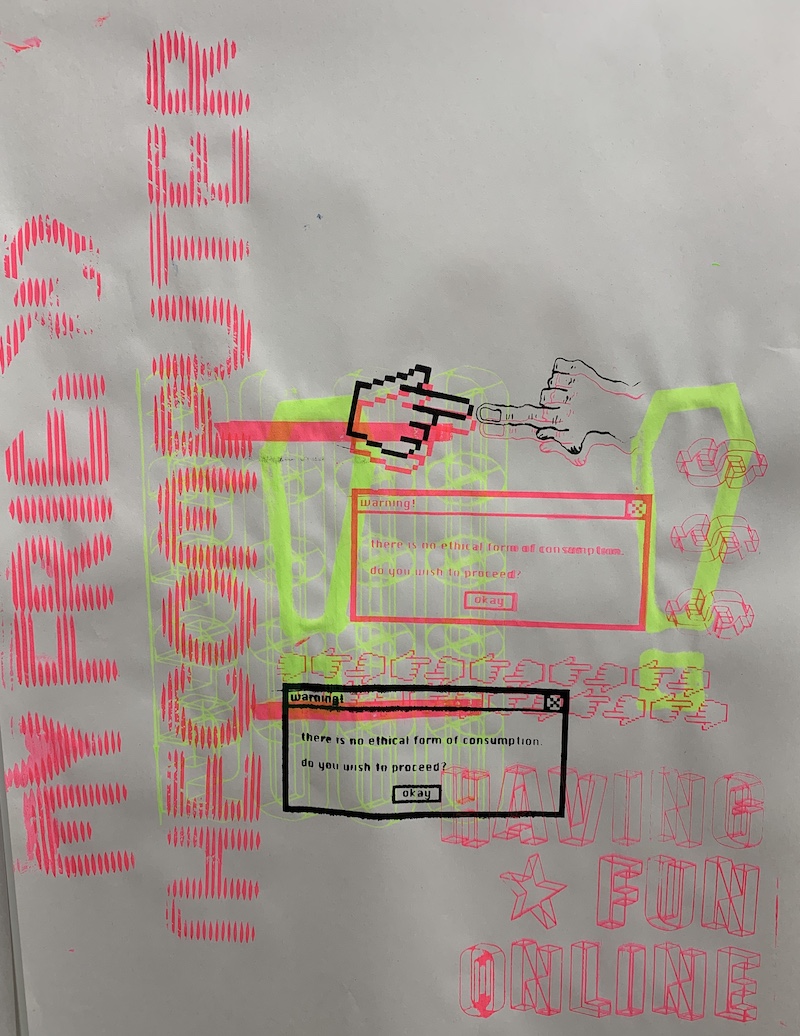 MY FRIEND
THE COMPUTER
warning!
there is no ethical form of consumption.
do you wish to proceed?
okay
warning!
there is no ethical form of consumption.
do you wish to proceed?
okay
HAVING
FUN
ONLINE